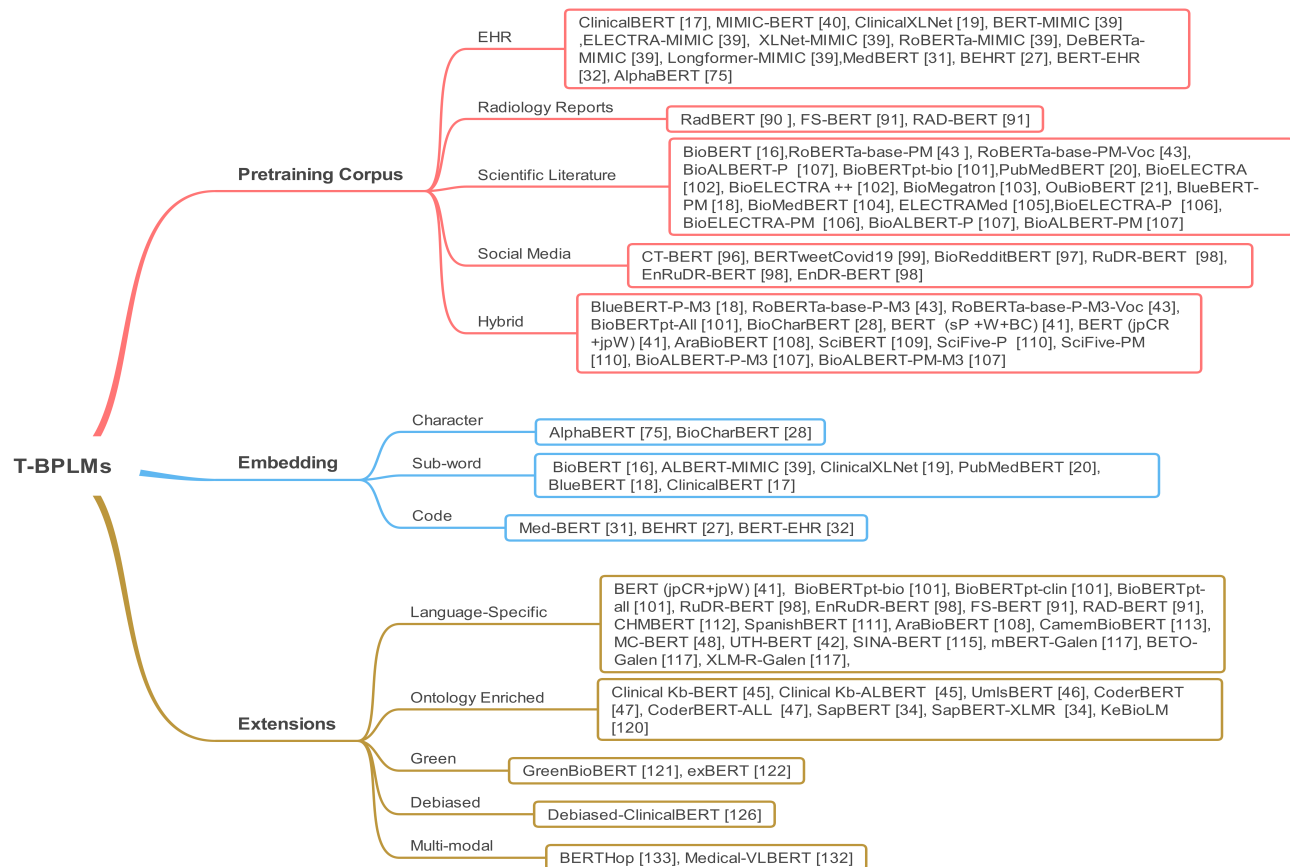 T-BPLMs
Pretraining Corpus
EHR
ClinicalBERT [17], MIMIC-BERT [40], ClinicalXLNet [19], BERT-MIMIC [39]
,ELECTRA-MIMIC [39],  XLNet-MIMIC [39], RoBERTa-MIMIC [39], DeBERTa-
MIMIC [39], Longformer-MIMIC [39],MedBERT [31], BEHRT [27], BERT-EHR
[32], AlphaBERT [75]
Radiology Reports
RadBERT [90 ], FS-BERT [91], RAD-BERT [91]
Scientific Literature
BioBERT [16],RoBERTa-base-PM [43 ], RoBERTa-base-PM-Voc [43],
BioALBERT-P  [107], BioBERTpt-bio [101],PubMedBERT [20], BioELECTRA
[102], BioELECTRA ++ [102], BioMegatron [103], OuBioBERT [21], BlueBERT-
PM [18], BioMedBERT [104], ELECTRAMed [105],BioELECTRA-P  [106],
BioELECTRA-PM  [106], BioALBERT-P [107], BioALBERT-PM [107]
Social Media
CT-BERT [96], BERTweetCovid19 [99], BioRedditBERT [97], RuDR-BERT  [98],
EnRuDR-BERT [98], EnDR-BERT [98]
Hybrid
BlueBERT-P-M3 [18], RoBERTa-base-P-M3 [43], RoBERTa-base-P-M3-Voc [43],
BioBERTpt-All [101], BioCharBERT [28], BERT  (sP +W+BC) [41], BERT (jpCR
+jpW) [41], AraBioBERT [108], SciBERT [109], SciFive-P  [110], SciFive-PM
[110], BioALBERT-P-M3 [107], BioALBERT-PM-M3 [107]
Embedding
Character
AlphaBERT [75], BioCharBERT [28]
Sub-word
BioBERT [16], ALBERT-MIMIC [39], ClinicalXLNet [19], PubMedBERT [20],
BlueBERT [18], ClinicalBERT [17]
Code
Med-BERT [31], BEHRT [27], BERT-EHR [32]
Extensions
Language-Specific
BERT (jpCR+jpW) [41],  BioBERTpt-bio [101], BioBERTpt-clin [101], BioBERTpt-
all [101], RuDR-BERT [98], EnRuDR-BERT [98], FS-BERT [91], RAD-BERT [91],
CHMBERT [112], SpanishBERT [111], AraBioBERT [108], CamemBioBERT [113],
MC-BERT [48], UTH-BERT [42], SINA-BERT [115], mBERT-Galen [117], BETO-
Galen [117], XLM-R-Galen [117],
Ontology Enriched
Clinical Kb-BERT [45], Clinical Kb-ALBERT  [45], UmlsBERT [46], CoderBERT
[47], CoderBERT-ALL  [47], SapBERT [34], SapBERT-XLMR  [34], KeBioLM
[120]
Green
GreenBioBERT [121], exBERT [122]
Debiased
Debiased-ClinicalBERT [126]
Multi-modal
BERTHop [133], Medical-VLBERT [132]